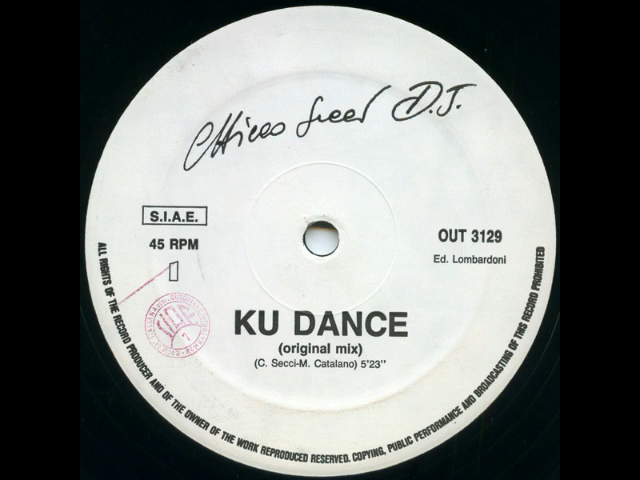 Chico Secci D.J.
S.I.A.E.
45 RPM
OUT 3129
Ed. Lombardoni
1
KU DANCE
(original mix)
(C. Secci-M. Catalano) 5'23"
ALL RIGHTS OF THE RECORD PRODUCER AND OF THE OWNER OF THE WORK REPRODUCED RESERVED. COPYING, PUBLIC PERFORMANCE AND BROADCASTING OF THIS RECORD PROHIBITED